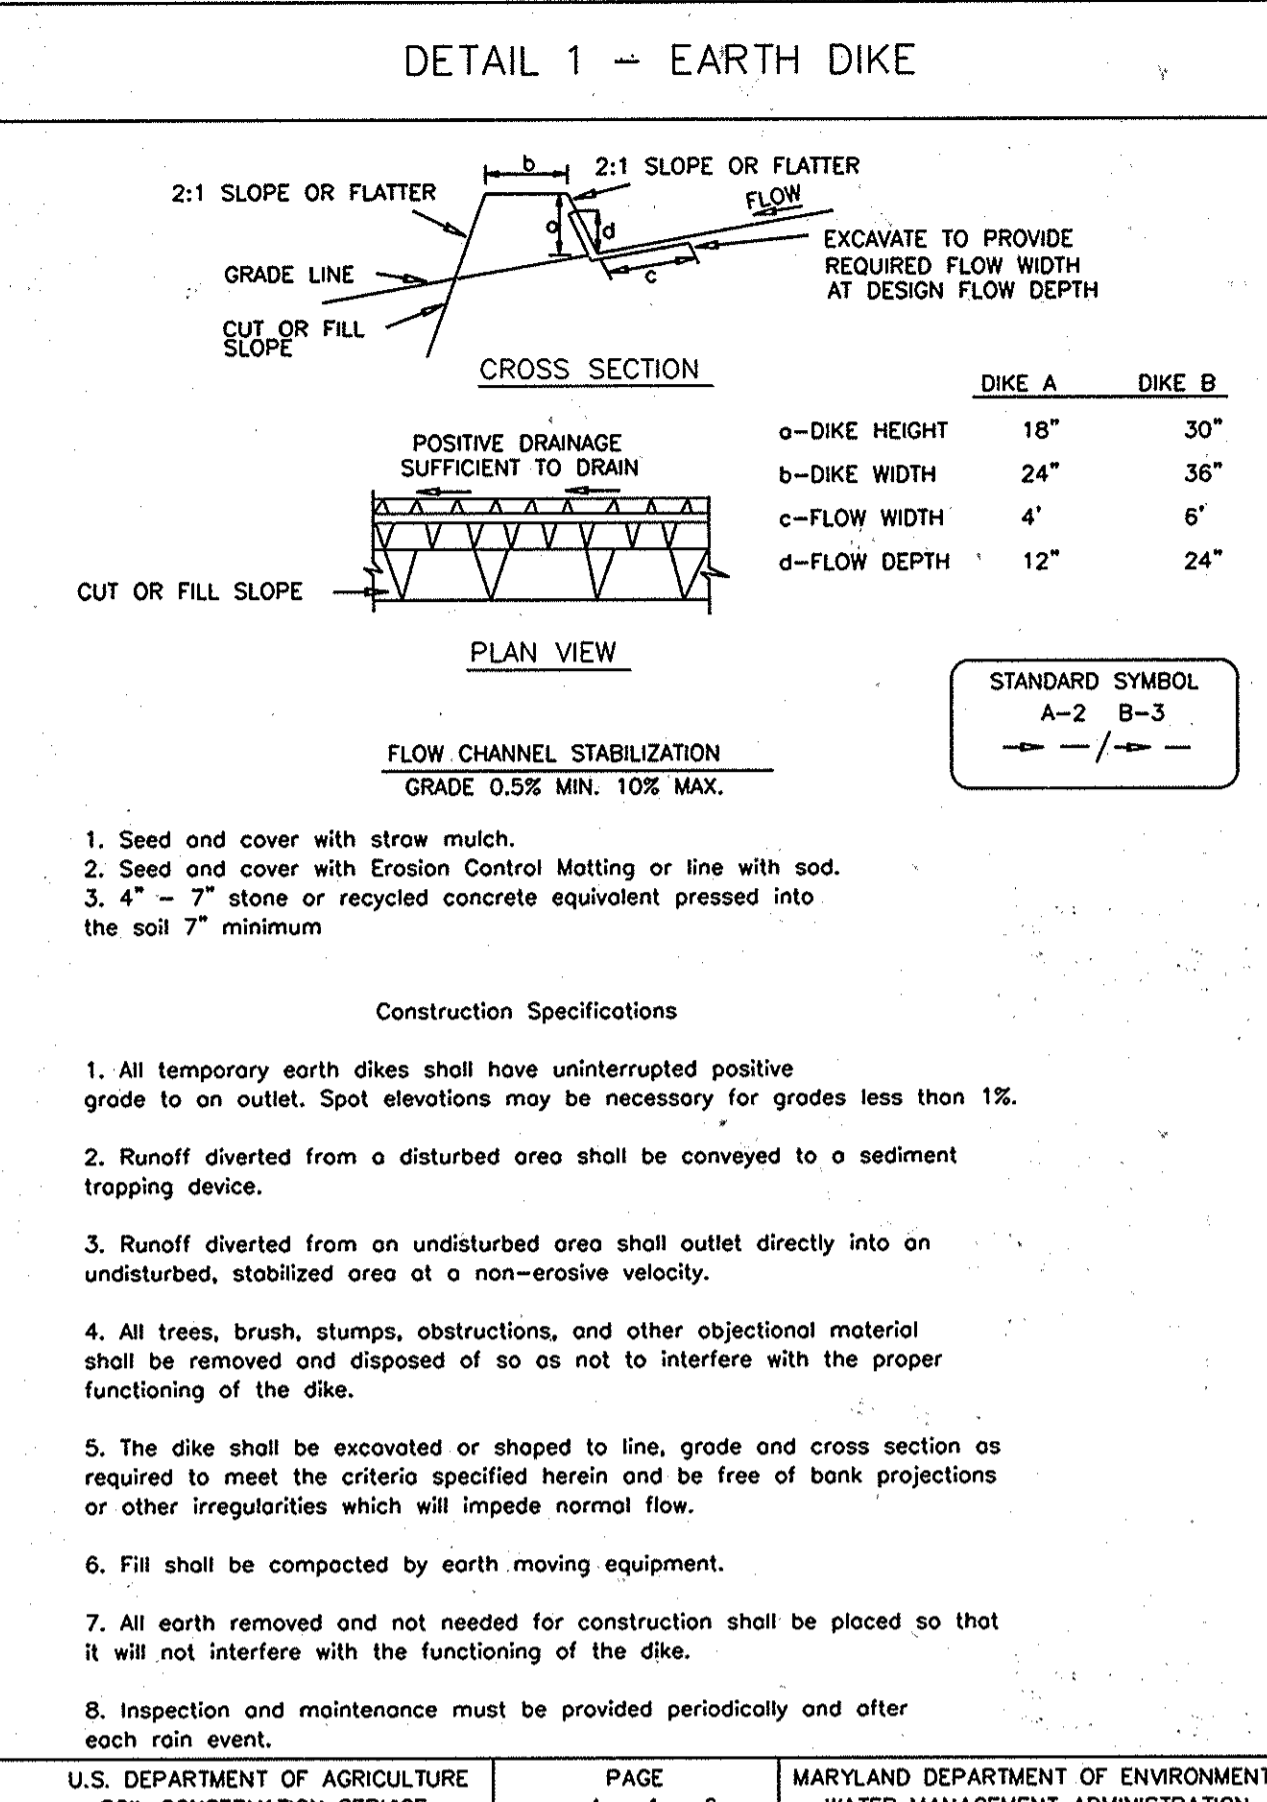 DETAIL 1 - EARTH DIKE
b
2:1 SLOPE OR FLATTER
2:1 SLOPE OR FLATTER
FLOW
a
d
EXCAVATE TO PROVIDE
REQUIRED FLOW WIDTH
AT DESIGN FLOW DEPTH
GRADE LINE
c
CUT OR FILL
SLOPE
CROSS SECTION
DIKE A DIKE B
a-DIKE HEIGHT 18" 30"
b-DIKE WIDTH 24" 36"
c-FLOW WIDTH 4' 6'
d-FLOW DEPTH 12" 24"
POSITIVE DRAINAGE
SUFFICIENT TO DRAIN
CUT OR FILL SLOPE
PLAN VIEW
STANDARD SYMBOL
A-2 B-3
FLOW CHANNEL STABILIZATION
GRADE 0.5% MIN. 10% MAX.
1. Seed and cover with straw mulch.
2. Seed and cover with Erosion Control Matting or line with sod.
3. 4" - 7" stone or recycled concrete equivalent pressed into
the soil 7" minimum
Construction Specifications
1. All temporary earth dikes shall have uninterrupted positive
grade to an outlet. Spot elevations may be necessary for grades less than 1%.
2. Runoff diverted from a disturbed area shall be conveyed to a sediment
trapping device.
3. Runoff diverted from an undisturbed area shall outlet directly into an
undisturbed, stabilized area at a non-erosive velocity.
4. All trees, brush, stumps, obstructions, and other objectional material
shall be removed and disposed of so as not to interfere with the proper
functioning of the dike.
5. The dike shall be excavated or shaped to line, grade and cross section as
required to meet the criteria specified herein and be free of bank projections
or other irregularities which will impede normal flow.
6. Fill shall be compacted by earth moving equipment.
7. All earth removed and not needed for construction shall be placed so that
it will not interfere with the functioning of the dike.
8. Inspection and maintenance must be provided periodically and after
each rain event.
U.S. DEPARTMENT OF AGRICULTURE
PAGE
MARYLAND DEPARTMENT OF ENVIRONMENT
WATER MANAGEMENT ADMINISTRATION